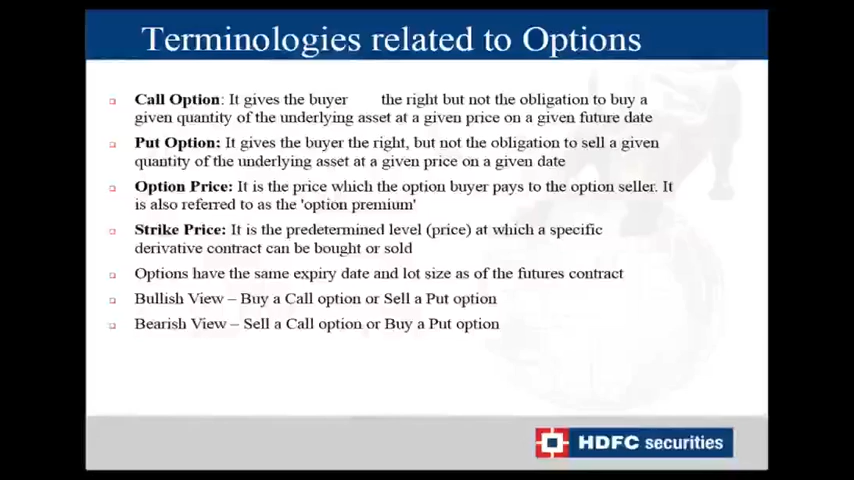 Terminologies related to Options
Call Option: It gives the buyer the right but not the obligation to buy a
given quantity of the underlying asset at a given price on a given future date
Put Option: It gives the buyer the right, but not the obligation to sell a given
quantity of the underlying asset at a given price on a given date
Option Price: It is the price which the option buyer pays to the option seller. It
is also referred to as the 'option premium'
Strike Price: It is the predetermined level (price) at which a specific
derivative contract can be bought or sold
Options have the same expiry date and lot size as of the futures contract
Bullish View – Buy a Call option or Sell a Put option
Bearish View – Sell a Call option or Buy a Put option
HDFC securities